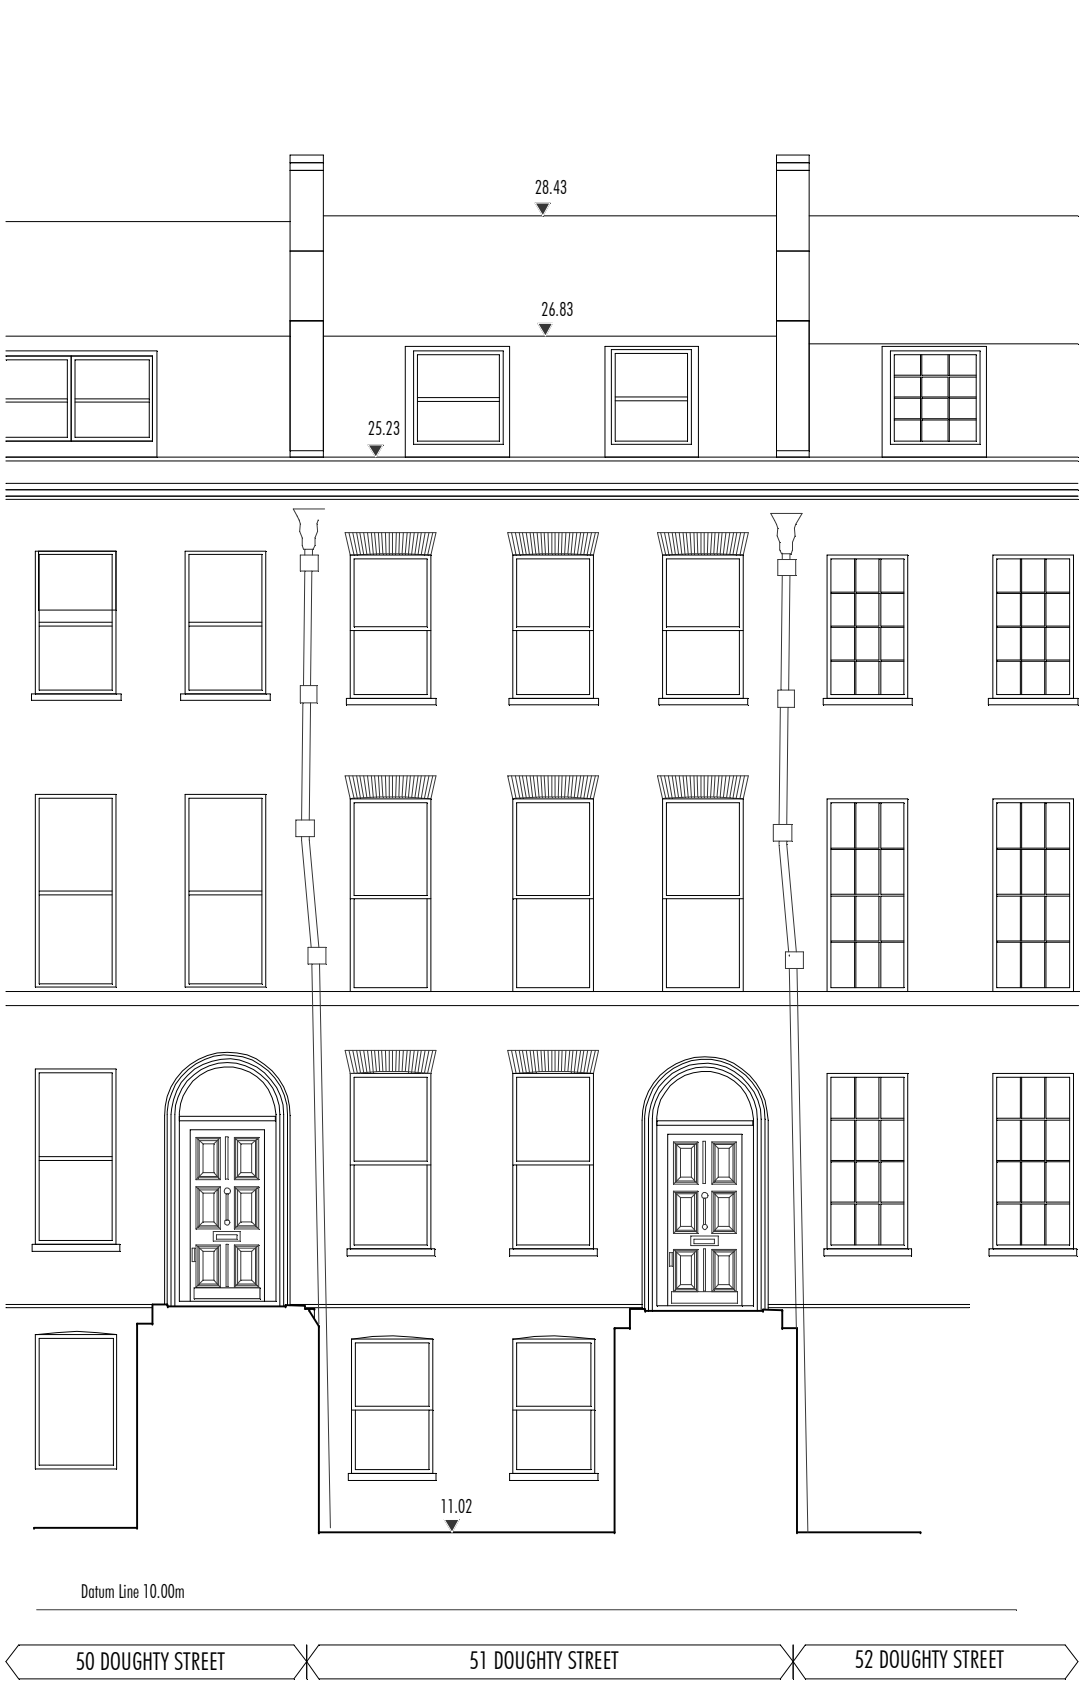 28.43
26.83
25.23
11.02
Datum Line 10.00m
50 DOUGHTY STREET
51 DOUGHTY STREET
52 DOUGHTY STREET